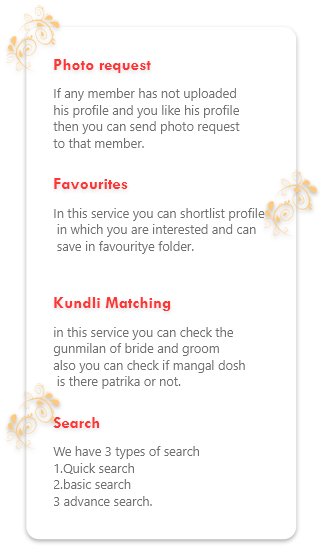 Photo request
If any member has not uploaded
his profile and you like his profile
then you can send photo request
to that member.
Favourites
In this service you can shortlist profile
in which you are interested and can
save in favouritye folder.
Kundli Matching
in this service you can check the
gunmilan of bride and groom
also you can check if mangal dosh
is there patrika or not.
Search
We have 3 types of search
1.Quick search
2.basic search
3 advance search.